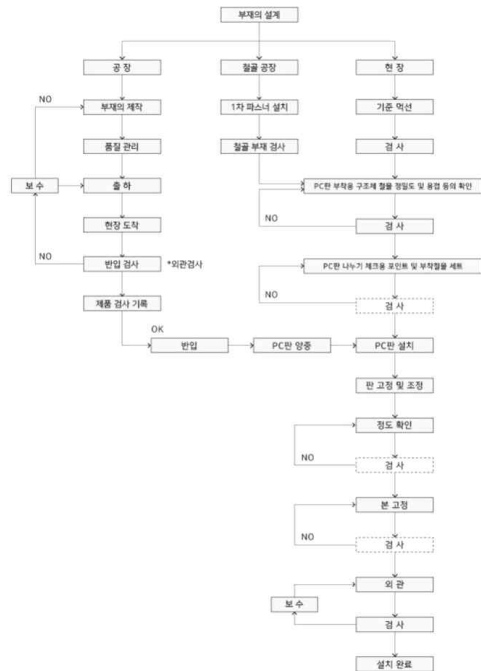 부재의 설계
공 장
철골 공장
현 장
NO
부재의 제작
1차 파스너 설치
기준 먹선
품질 관리
철골 부재 검사
검 사
보 수
출 하
PC판 부착용 구조체 철물 정밀도 및 용접 등의 확인
현장 도착
NO
검 사
NO
반입 검사
*외관검사
PC판 나누기 체크용 포인트 및 부착철물 세트
제품 검사 기록
NO
검 사
OK
반입
PC판 양중
PC판 설치
판 고정 및 조정
정도 확인
NO
검 사
본 고정
NO
검 사
외 관
보 수
검 사
설치 완료